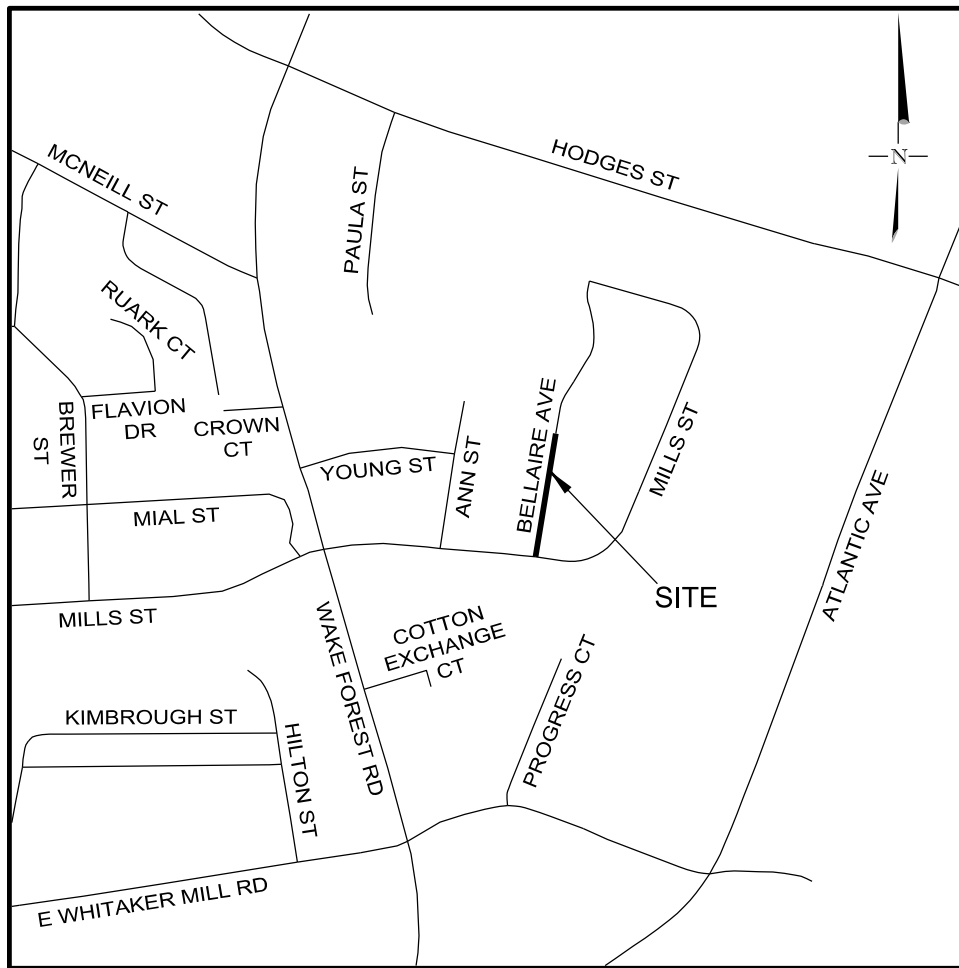 HODGES ST
N
MCNEILL ST
PAULA ST
RUARK CT
FLAVION
DR
CROWN
CT
BREWER
ST
BELLAIRE AVE
MILLS ST
ANN ST
YOUNG ST
ATLANTIC AVE
MIAL ST
SITE
MILLS ST
WAKE FOREST RD
COTTON
EXCHANGE
CT
PROGRESS CT
KIMBROUGH ST
HILTON ST
E WHITAKER MILL RD